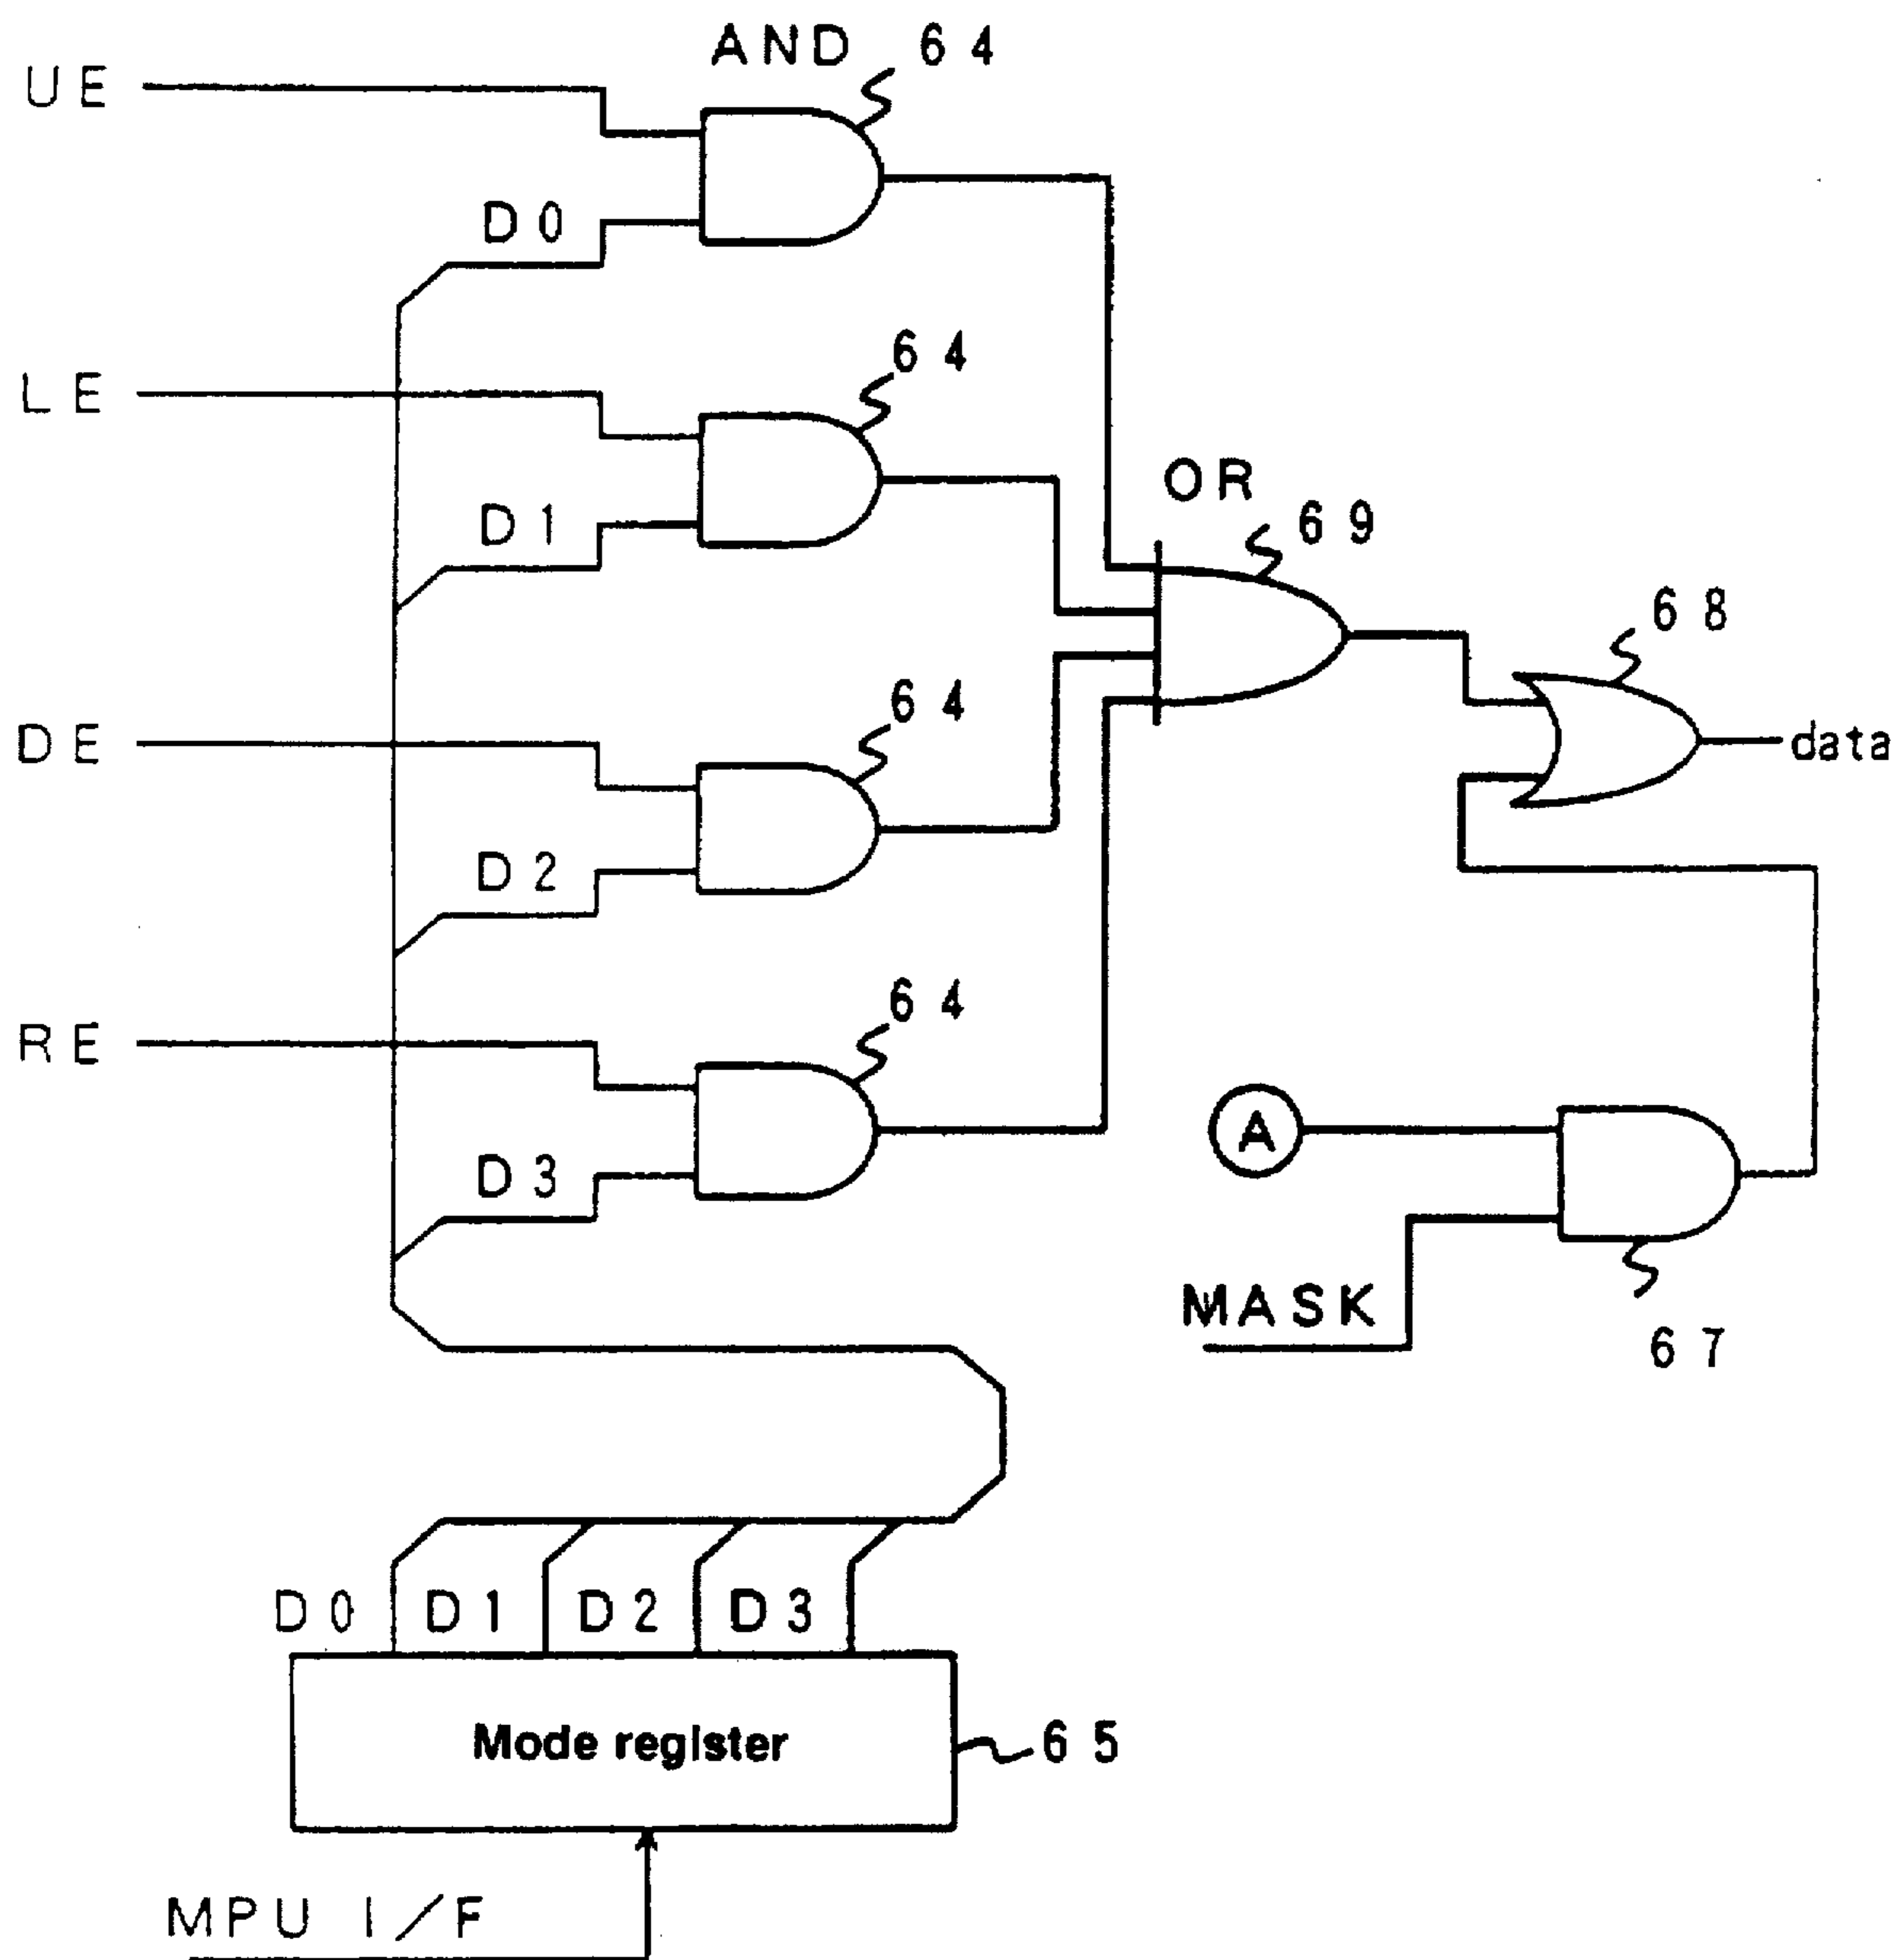 AND 64
UE
D0
64
LE
D1
OR
69
68
64
DE
data
D2
64
RE
A
D3
MASK
67
D0 D1 D2 D3
Mode register
65
MPU I/F